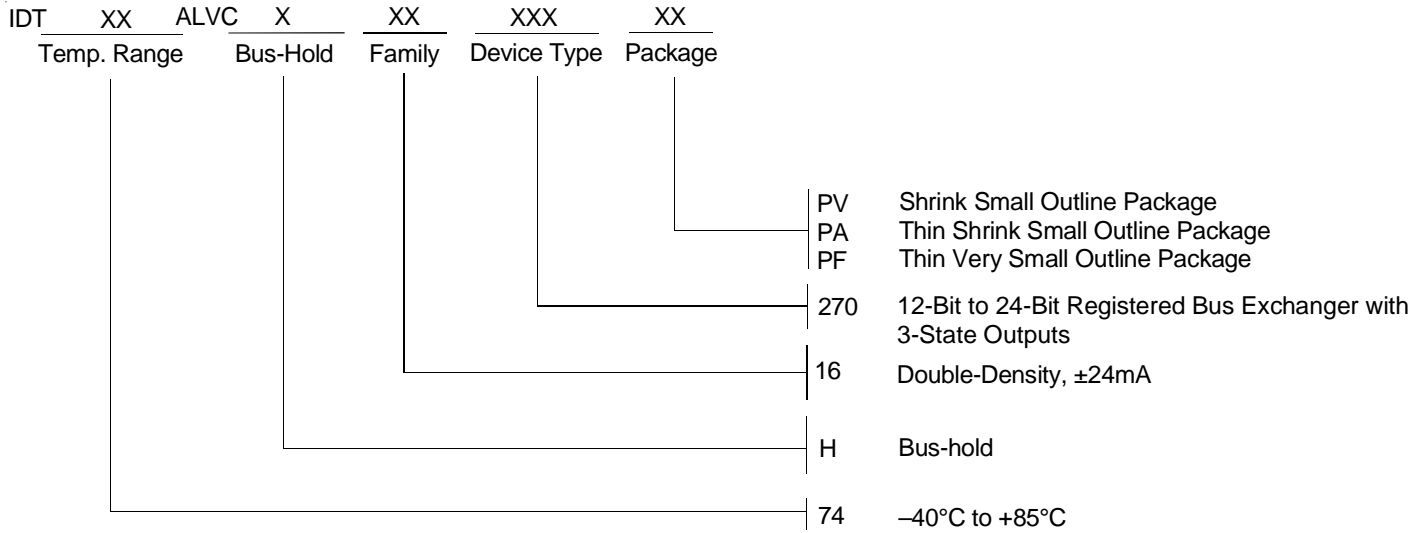 IDT XX ALVC X XX XXX XX
Temp. Range Bus-Hold Family Device Type Package
PV Shrink Small Outline Package
PA Thin Shrink Small Outline Package
PF Thin Very Small Outline Package
270 12-Bit to 24-Bit Registered Bus Exchanger with
3-State Outputs
16 Double-Density, ±24mA
H Bus-hold
74 –40°C to +85°C